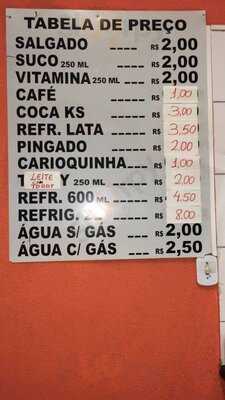 TABELA DE PREÇO
SALGADO ---- R$ 2,00
SUCO 250 ML ---- R$ 2,00
VITAMINA 250 ML --- R$ 2,00
CAFÉ ---- R$ 1,00
COCA KS ---- R$ 3,00
REFR. LATA ---- R$ 3,50
PINGADO ---- R$ 2,00
CARIOQUINHA ---- R$ 1,00
LEITE TODDY 250 ML --- R$ 2,00
REFR. 600 ML --- R$ 4,50
REFRIG. --- R$ 8,00
ÁGUA S/ GÁS --- R$ 2,00
ÁGUA C/ GÁS --- R$ 2,50